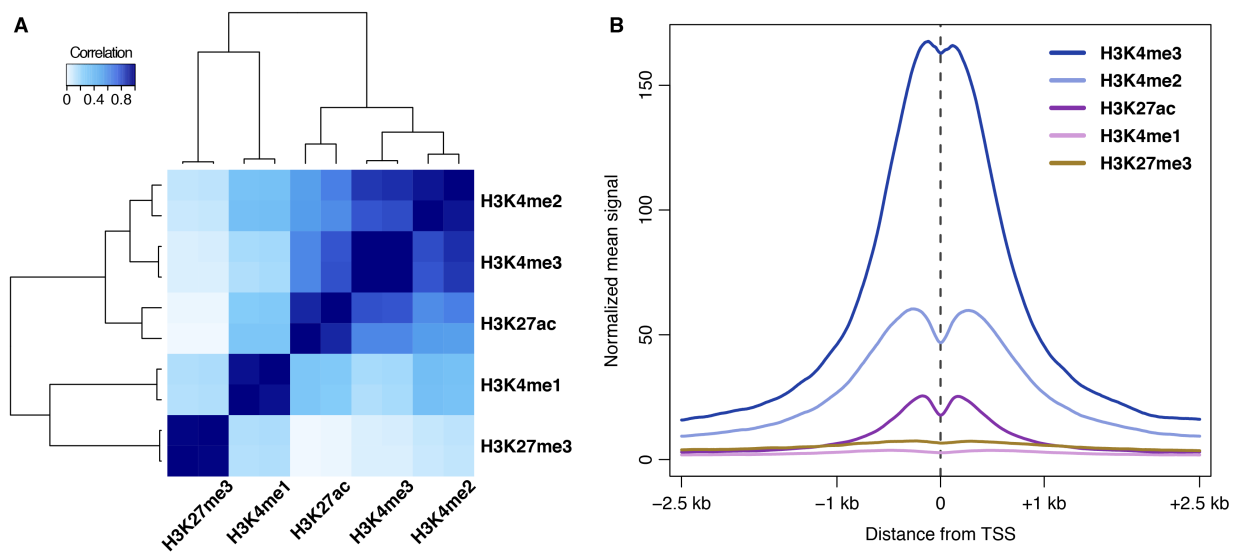 A
Correlation
0 0.4 0.8
H3K4me2
H3K4me3
H3K27ac
H3K4me1
H3K27me3
H3K27me3
H3K4me1
H3K27ac
H3K4me3
H3K4me2
B
Normalized mean signal
150
100
50
0
H3K4me3
H3K4me2
H3K27ac
H3K4me1
H3K27me3
−2.5 kb −1 kb 0 +1 kb +2.5 kb
Distance from TSS